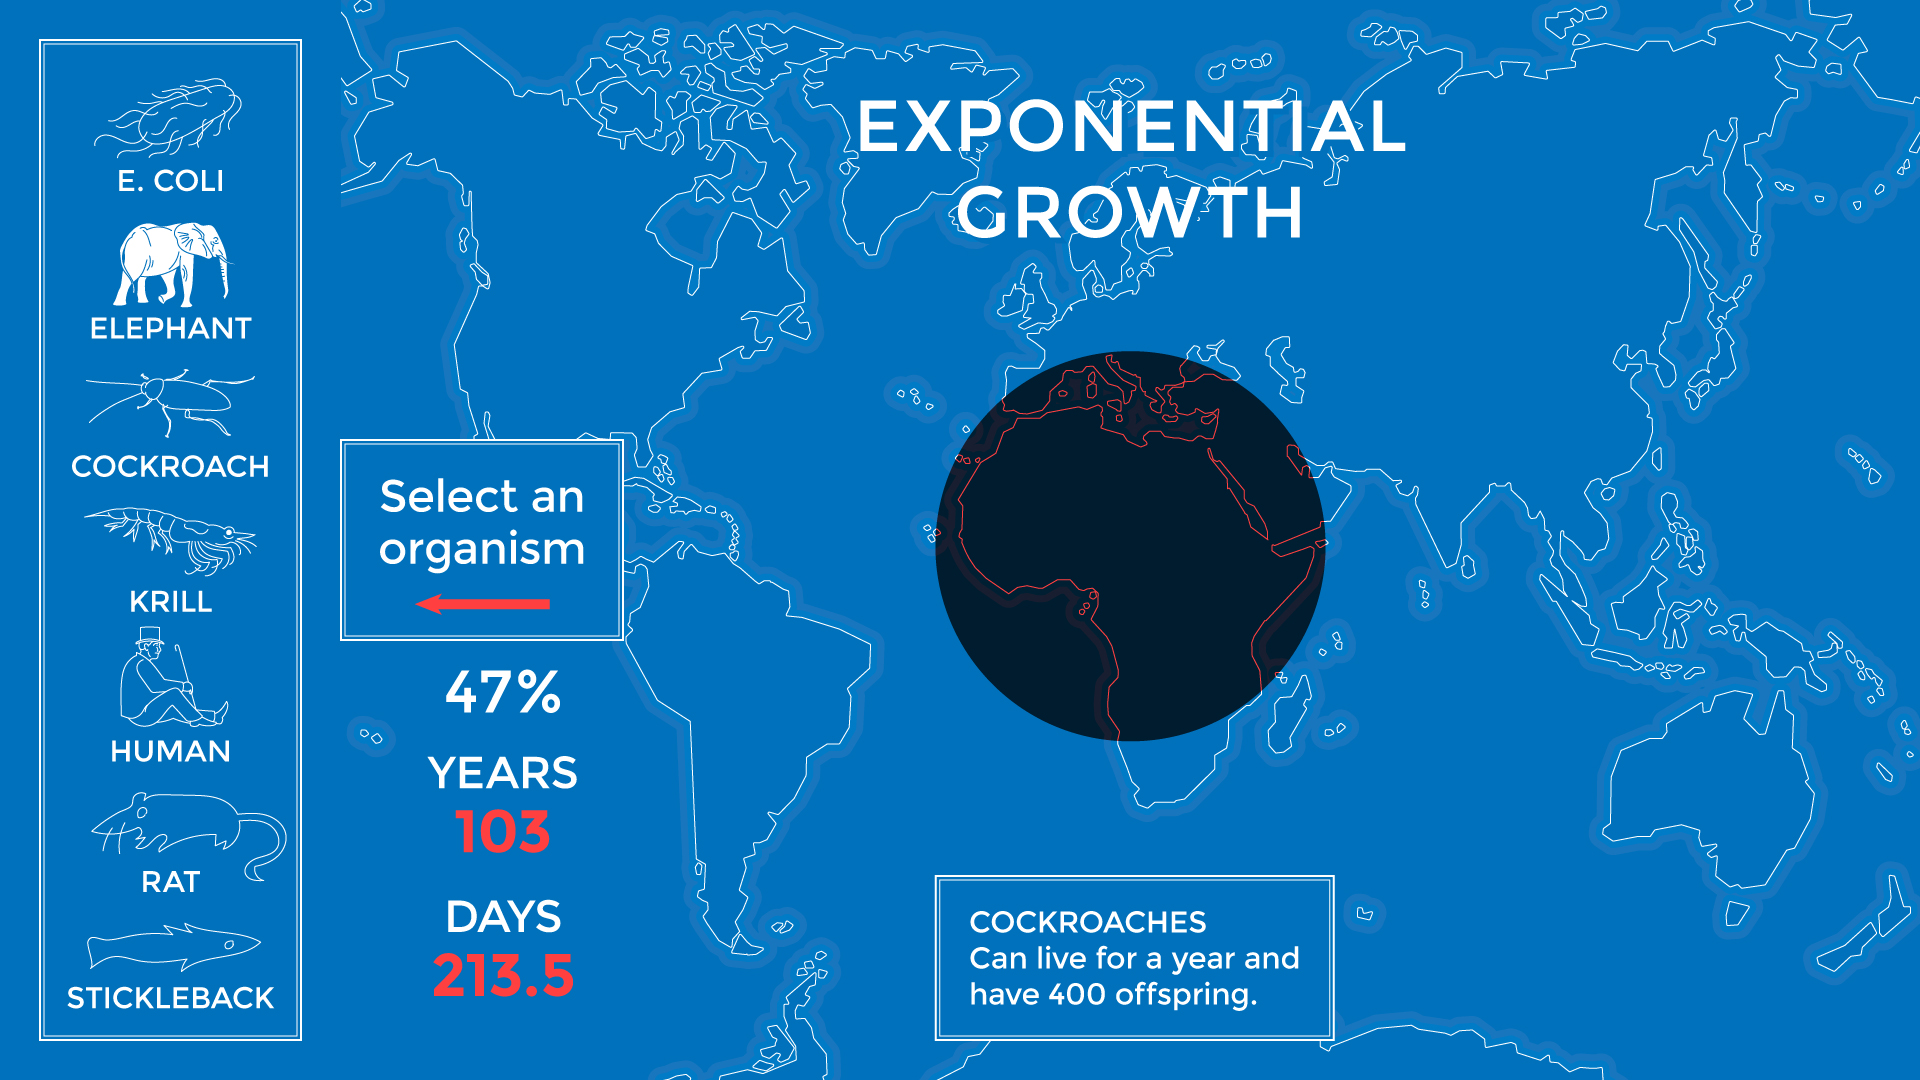 EXPONENTIAL
GROWTH
E. COLI
ELEPHANT
COCKROACH
KRILL
HUMAN
RAT
STICKLEBACK
Select an
organism
47%
YEARS
103
DAYS
213.5
COCKROACHES
Can live for a year and
have 400 offspring.